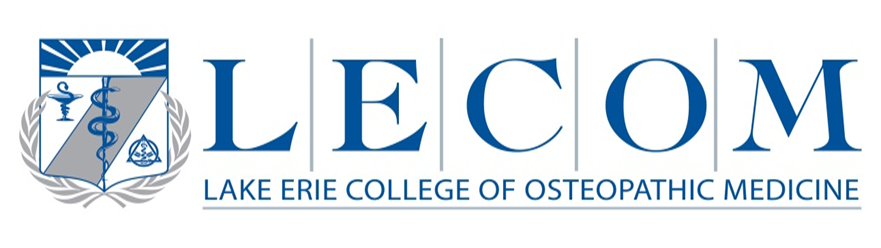 LECOM
LAKE ERIE COLLEGE OF OSTEOPATHIC MEDICINE